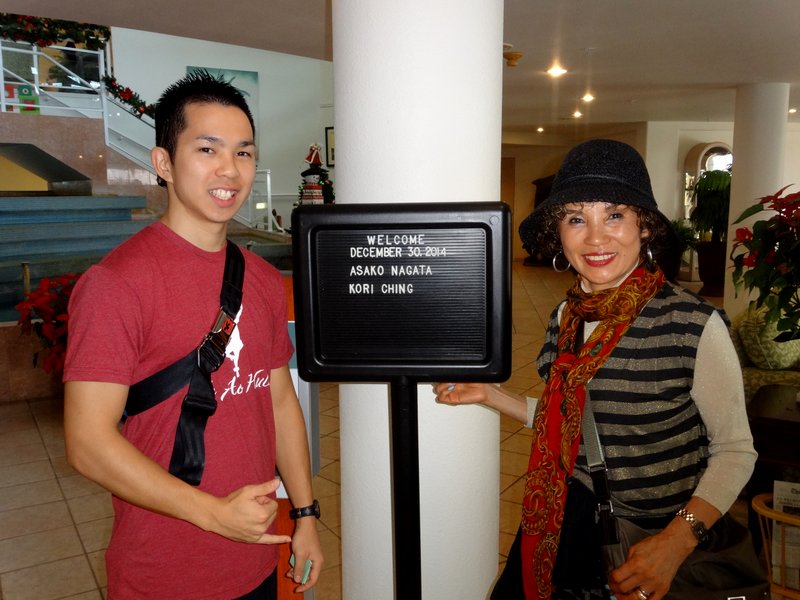 WELCOME
DECEMBER 30, 2014
ASAKO NAGATA
KORI CHING